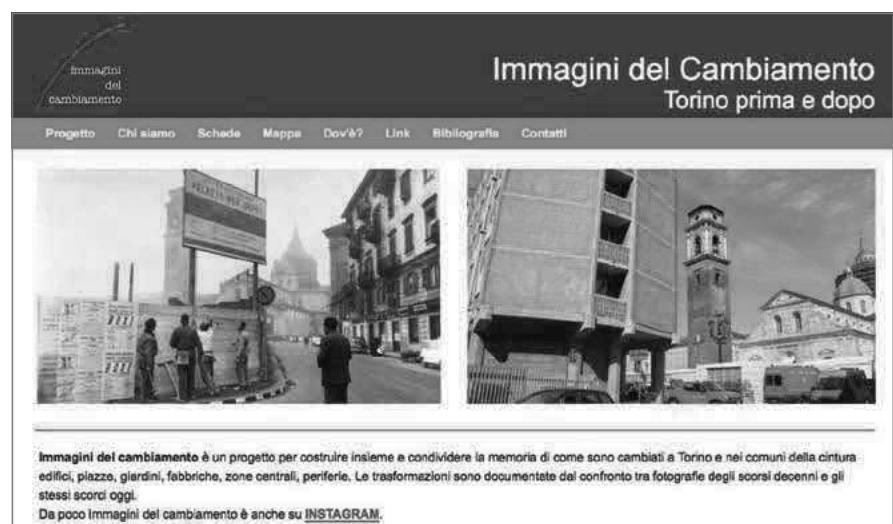 immagini
del
cambiamento
Immagini del Cambiamento
Torino prima e dopo
Progetto Chi siamo Schede Mappa Dov'è? Link Bibliografia Contatti
Immagini del cambiamento è un progetto per costruire insieme e condividere la memoria di come sono cambiati a Torino e nei comuni della cintura
edifici, piazze, giardini, fabbriche, zone centrali, periferie. Le trasformazioni sono documentate dal confronto tra fotografie degli scorsi decenni e gli
stessi scorci oggi.
Da poco Immagini del cambiamento è anche su INSTAGRAM.